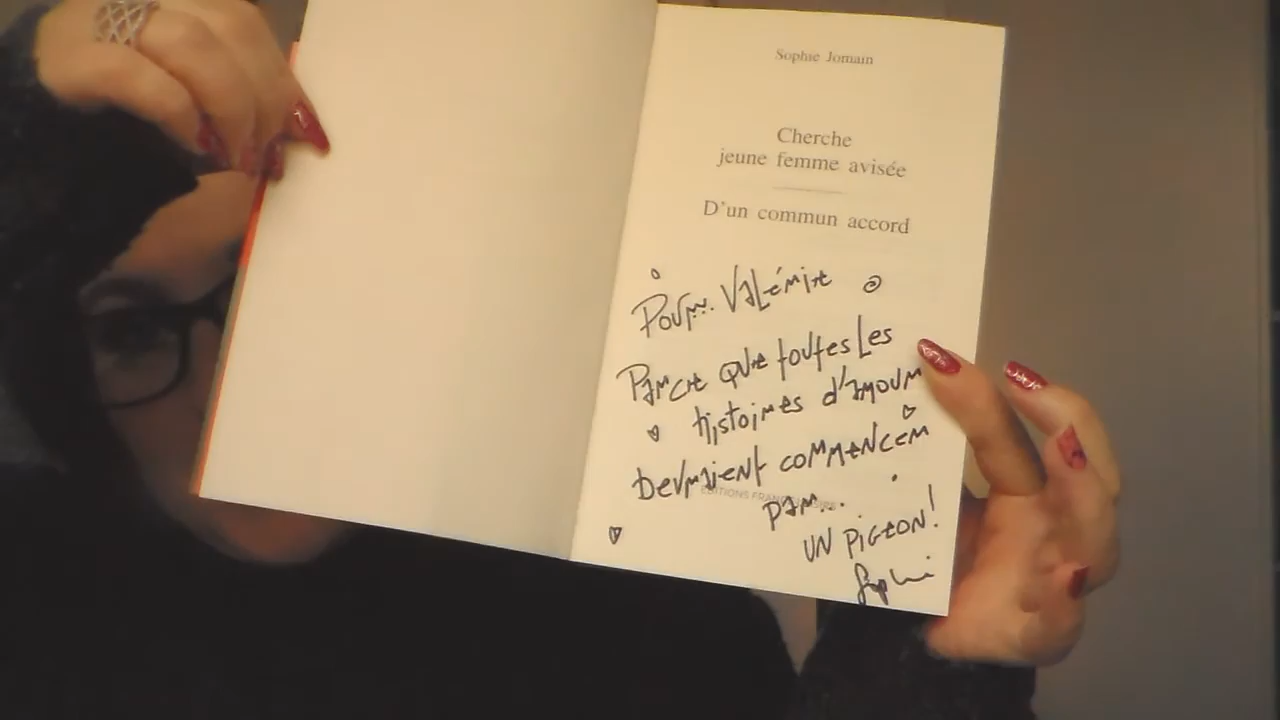 Sophie Jomain
Cherche
jeune femme avisée
D'un commun accord
Pour... Valérie
Parce que toutes les
histoires d'amour
devraient commencer
par...
un pigeon!
Sophie